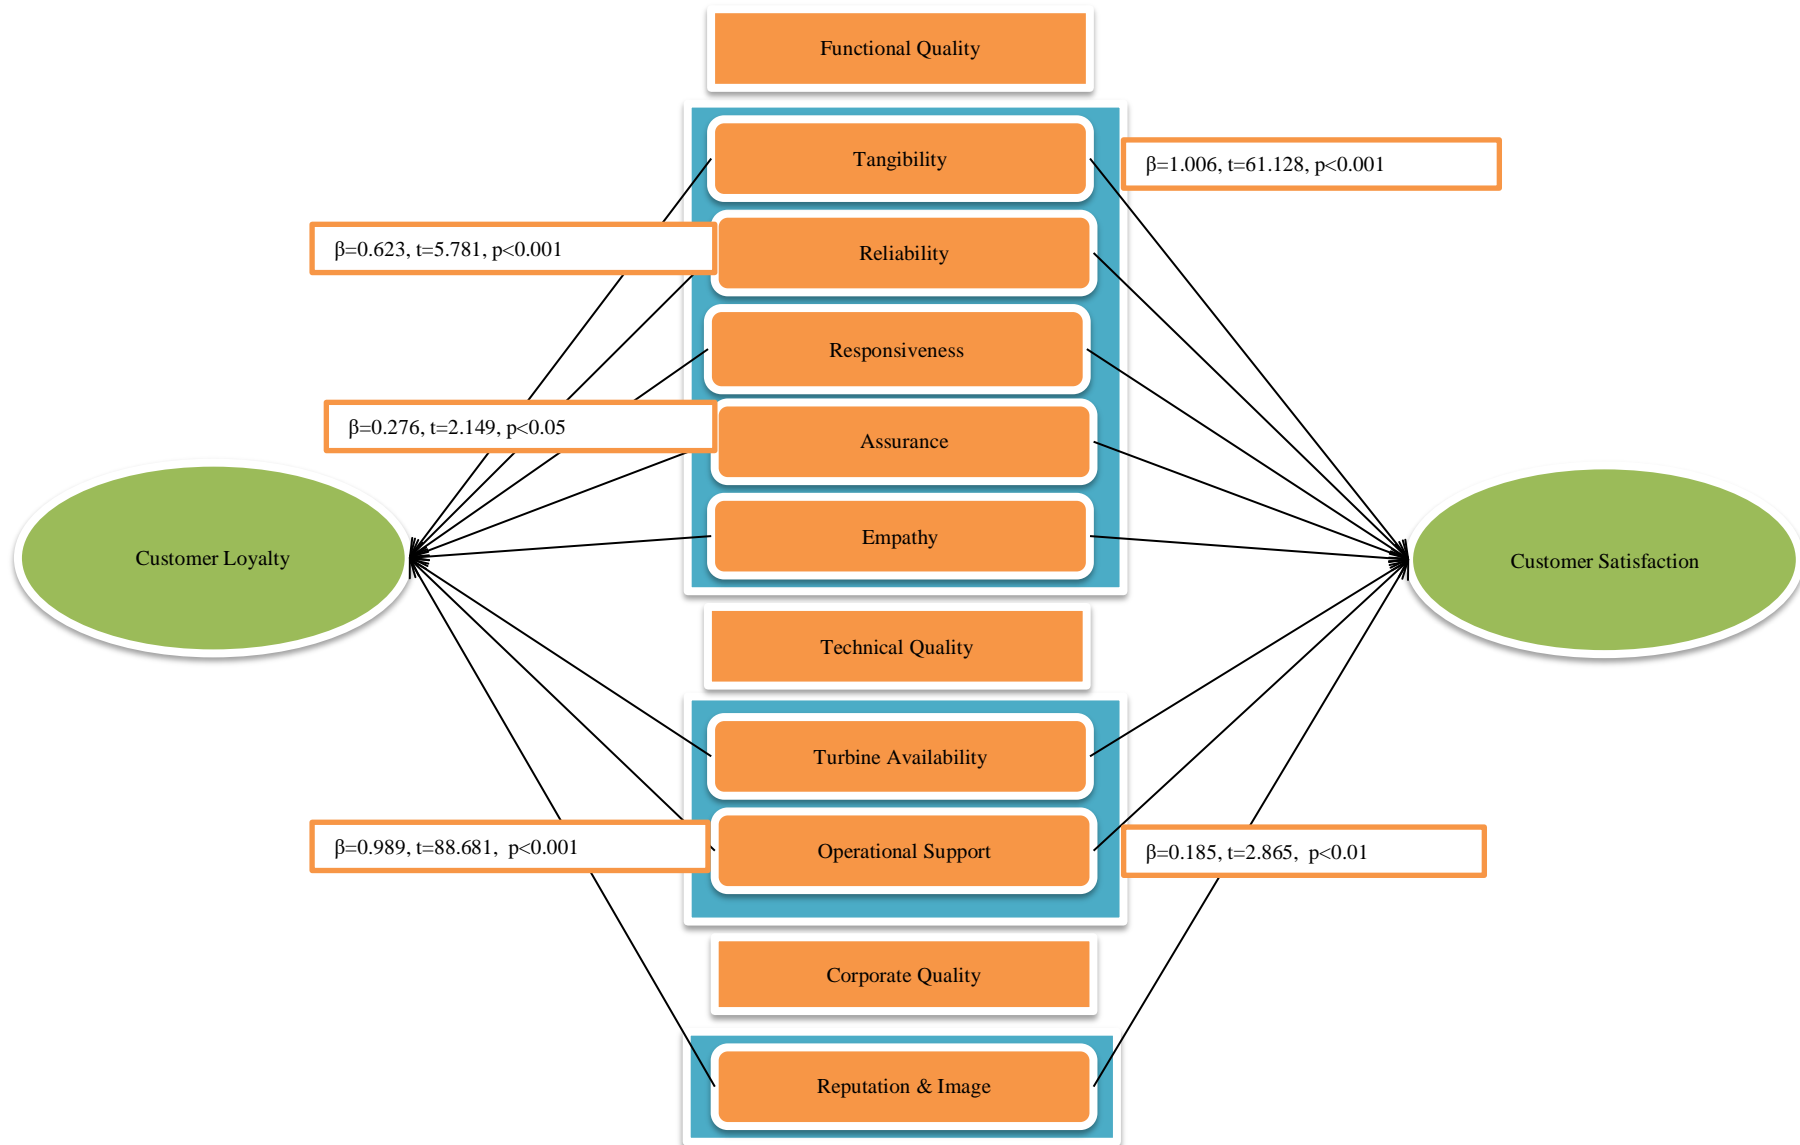 Functional Quality
Tangibility
β=1.006, t=61.128, p<0.001
β=0.623, t=5.781, p<0.001
Reliability
Responsiveness
β=0.276, t=2.149, p<0.05
Assurance
Empathy
Customer Loyalty
Customer Satisfaction
Technical Quality
Turbine Availability
β=0.989, t=88.681,  p<0.001
Operational Support
β=0.185, t=2.865,  p<0.01
Corporate Quality
Reputation & Image